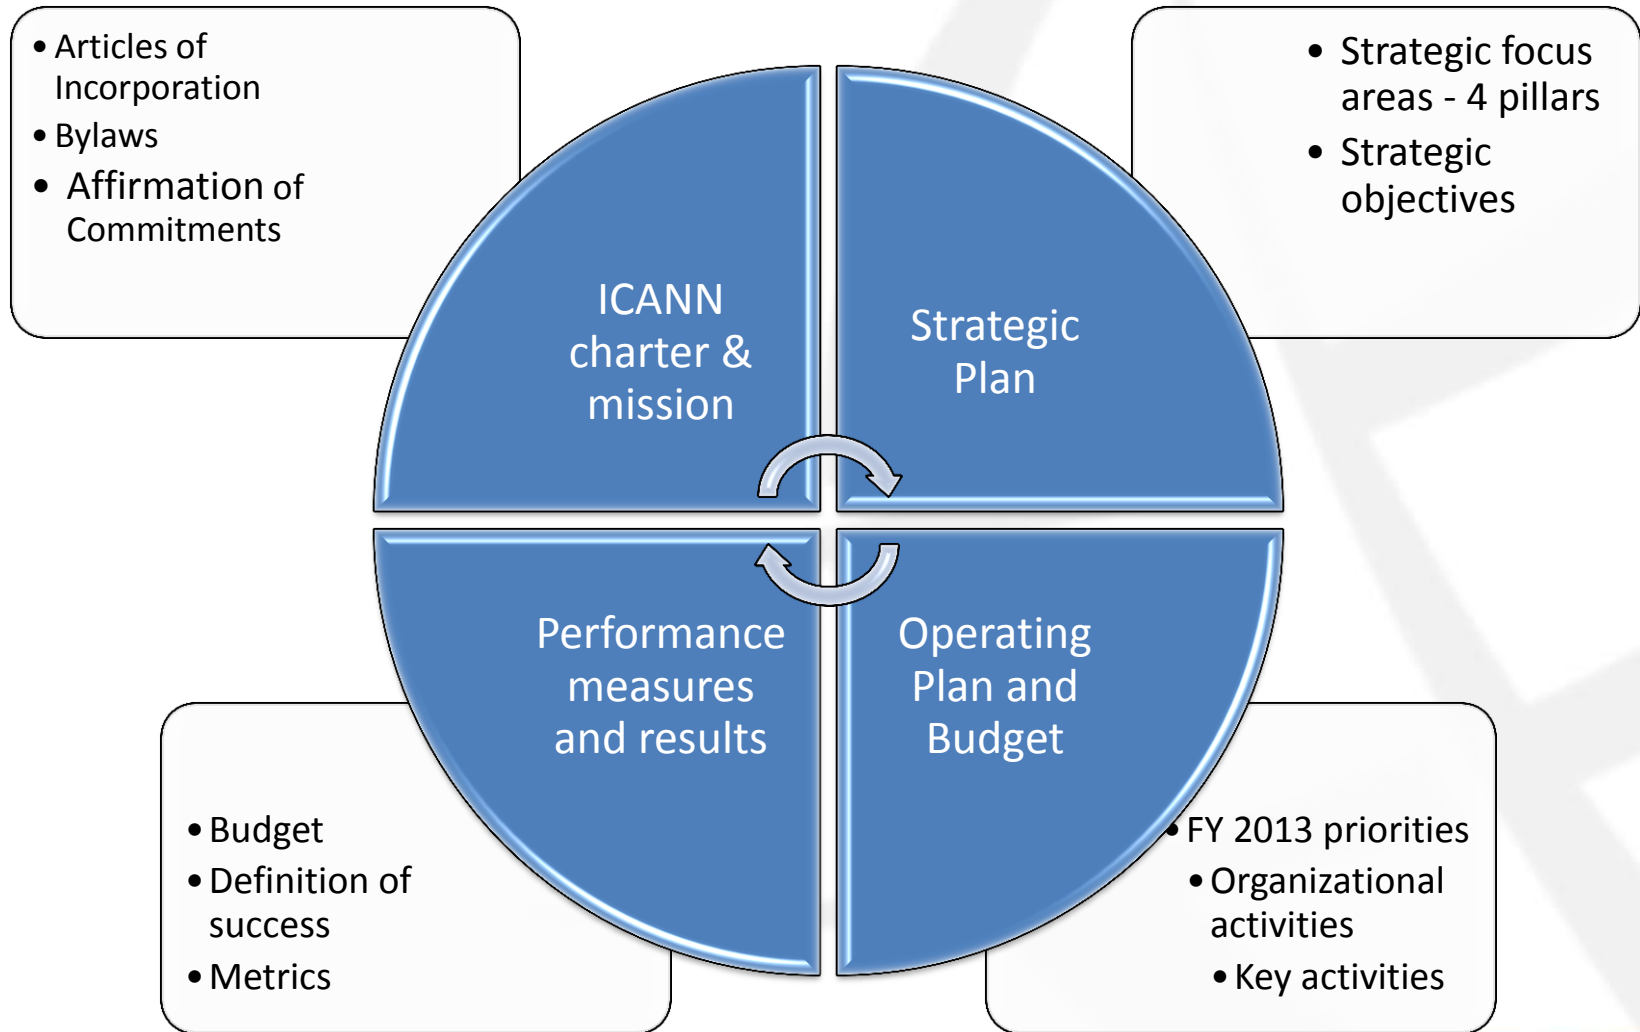 • Articles of
Incorporation
• Bylaws
• Affirmation of
Commitments
• Strategic focus
areas - 4 pillars
• Strategic
objectives
ICANN
charter &
mission
Strategic
Plan
Performance
measures
and results
Operating
Plan and
Budget
• Budget
• Definition of
success
• Metrics
• FY 2013 priorities
• Organizational
activities
• Key activities